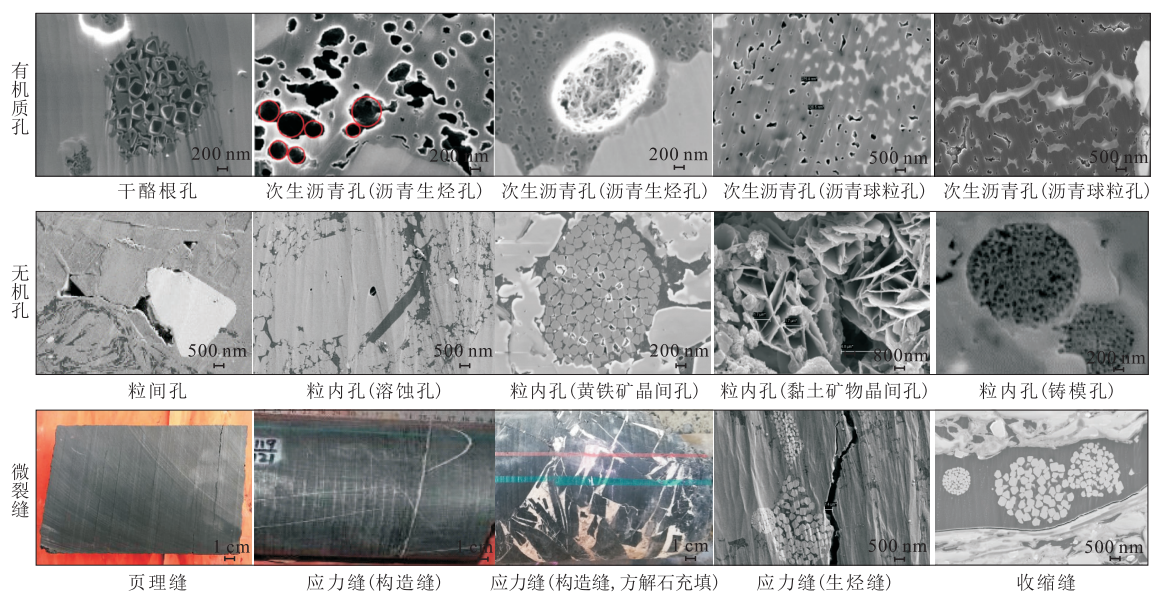 有机质孔
200 nm
200 nm
200 nm
500 nm
500 nm
干酪根孔
次生沥青孔(沥青生烃孔)
次生沥青孔(沥青生烃孔)
次生沥青孔(沥青球粒孔)
次生沥青孔(沥青球粒孔)
无机孔
500 nm
500 nm
200 nm
800nm
200 nm
粒间孔
粒内孔(溶蚀孔)
粒内孔(黄铁矿晶间孔)
粒内孔(黏土矿物晶间孔)
粒内孔(铸模孔)
微裂缝
119
121
1 cm
1 cm
1 cm
500 nm
500 nm
页理缝
应力缝(构造缝)
应力缝(构造缝,方解石充填)
应力缝(生烃缝)
收缩缝